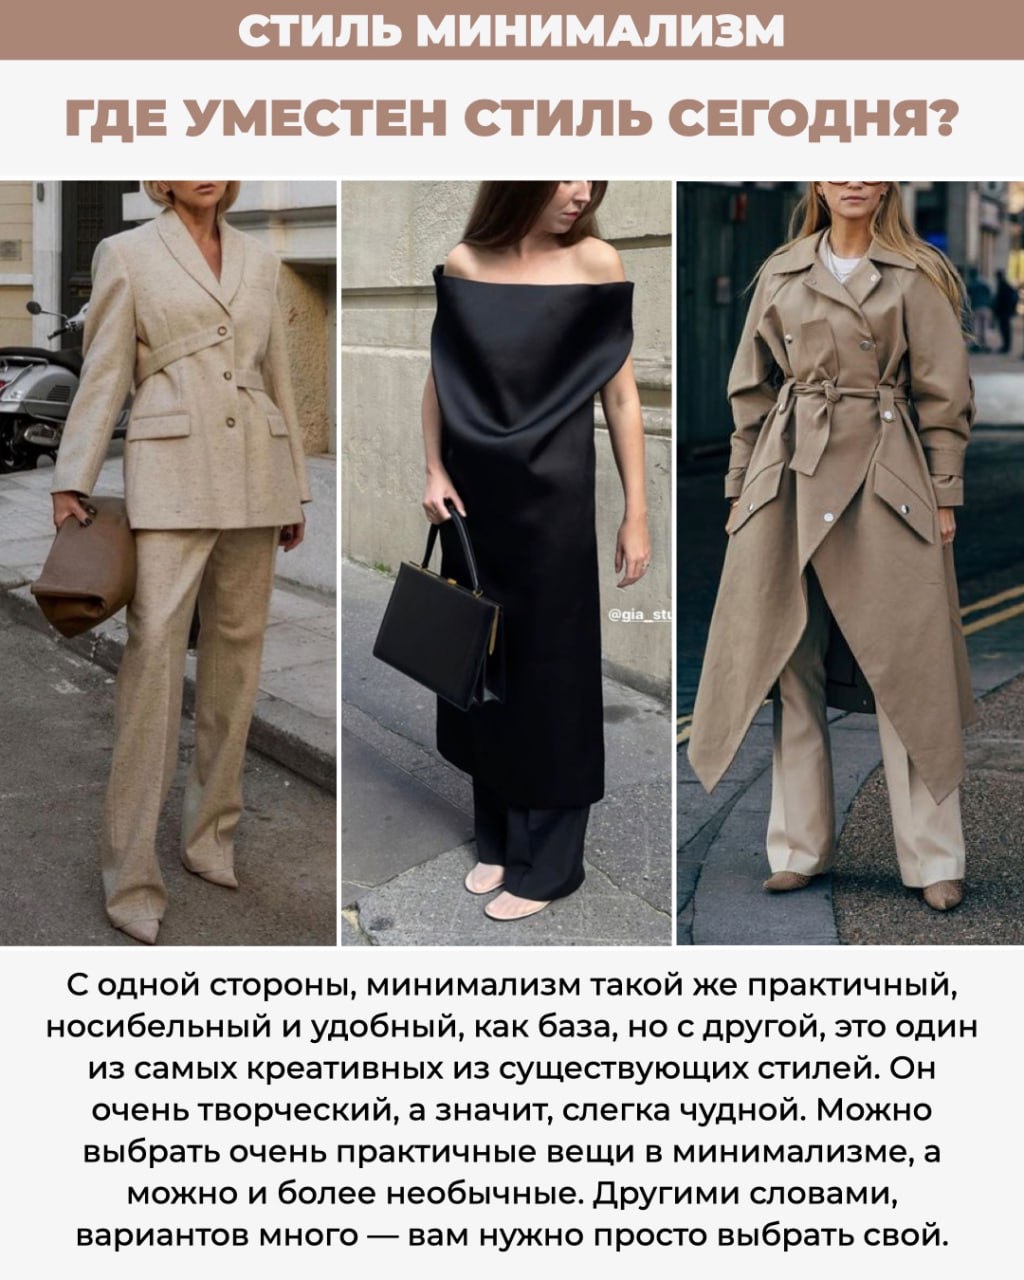 СТИЛЬ МИНИМАЛИЗМ
ГДЕ УМЕСТЕН СТИЛЬ СЕГОДНЯ?
@gia_stu
С одной стороны, минимализм такой же практичный,
носибельный и удобный, как база, но с другой, это один
из самых креативных из существующих стилей. Он
очень творческий, а значит, слегка чудной. Можно
выбрать очень практичные вещи в минимализме, а
можно и более необычные. Другими словами,
вариантов много — вам нужно просто выбрать свой.